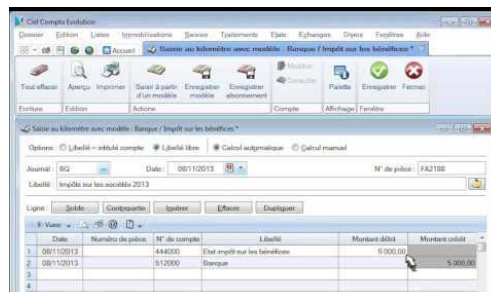 Ciel Compta Evolution
Dossier Edition Listes Immobilisations Saisie Traitements Etats Echanges Divers Fenêtres Aide
Accueil Saisie au kilomètre avec modèle - Banque / Impôt sur les bénéfices *
Tout effacer Aperçu Imprimer Saisir à partir d'un modèle Enregistrer modèle Enregistrer abonnement Modifier Consulter Palette Enregistrer Fermer
Ecriture Edition Actions Compte Affichage Fenêtre
Saisie au kilomètre avec modèle - Banque / Impôt sur les bénéfices *
Options: Libellé = intitulé compte Libellé libre Calcul automatique Calcul manuel
Journal: BQ Date: 08/11/2013 N° de pièce: FA2188
Libellé: Impôts sur les sociétés 2013
Ligne: Solde Contrepartie Insérer Effacer Dupliquer
Vues
Date Numéro de pièce N° de compte Libellé Montant débit Montant crédit
1 08/11/2013 444000 Etat impôt sur les bénéfices 5 000,00
2 08/11/2013 512000 Banque 5 000,00
3
4